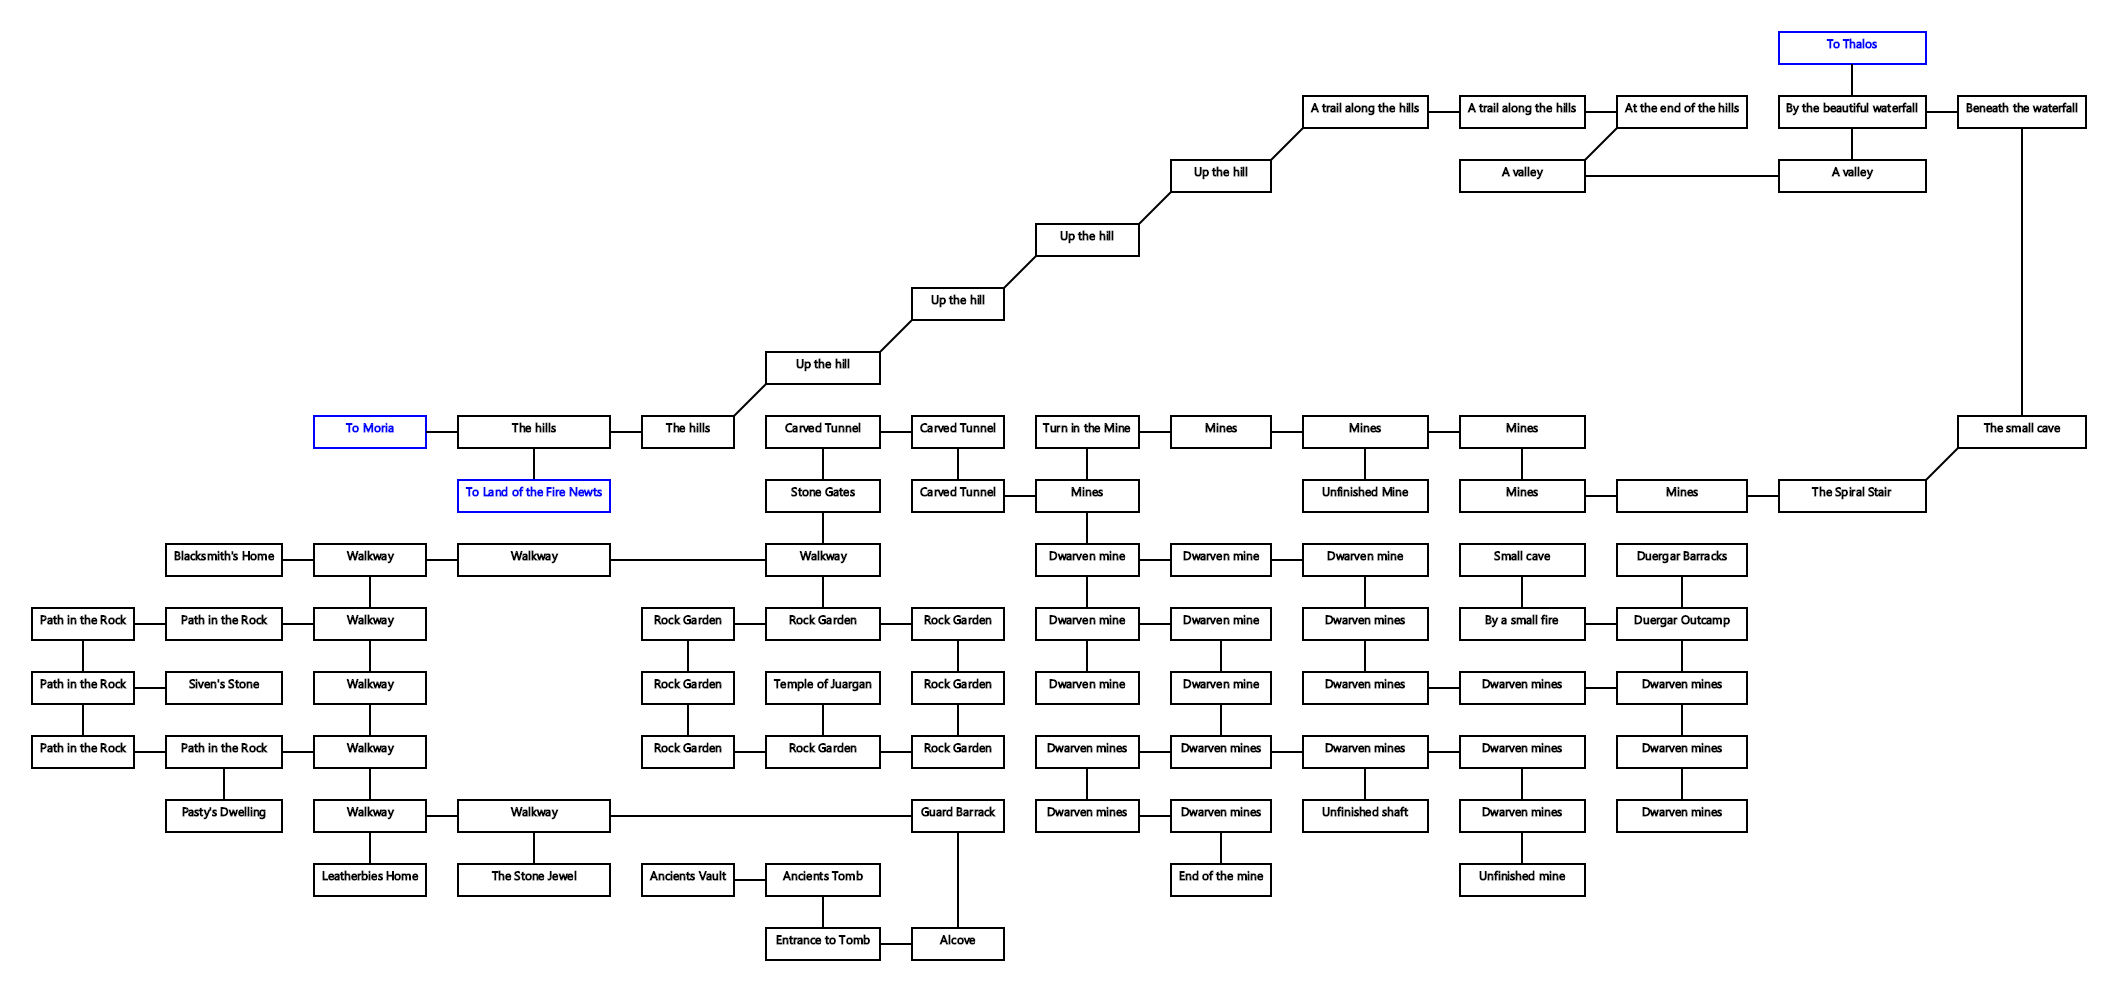 To Thalos
A trail along the hills
A trail along the hills
At the end of the hills
By the beautiful waterfall
Beneath the waterfall
Up the hill
A valley
A valley
Up the hill
Up the hill
Up the hill
To Moria
The hills
The hills
Carved Tunnel
Carved Tunnel
Turn in the Mine
Mines
Mines
Mines
The small cave
To Land of the Fire Newts
Stone Gates
Carved Tunnel
Mines
Unfinished Mine
Mines
Mines
The Spiral Stair
Blacksmith's Home
Walkway
Walkway
Walkway
Dwarven mine
Dwarven mine
Dwarven mine
Small cave
Duergar Barracks
Path in the Rock
Path in the Rock
Walkway
Rock Garden
Rock Garden
Rock Garden
Dwarven mine
Dwarven mine
Dwarven mines
By a small fire
Duergar Outcamp
Path in the Rock
Siven's Stone
Walkway
Rock Garden
Temple of Juargan
Rock Garden
Dwarven mine
Dwarven mine
Dwarven mines
Dwarven mines
Dwarven mines
Path in the Rock
Path in the Rock
Walkway
Rock Garden
Rock Garden
Rock Garden
Dwarven mines
Dwarven mines
Dwarven mines
Dwarven mines
Dwarven mines
Pasty's Dwelling
Walkway
Walkway
Guard Barrack
Dwarven mines
Dwarven mines
Unfinished shaft
Dwarven mines
Dwarven mines
Leatherbies Home
The Stone Jewel
Ancients Vault
Ancients Tomb
End of the mine
Unfinished mine
Entrance to Tomb
Alcove